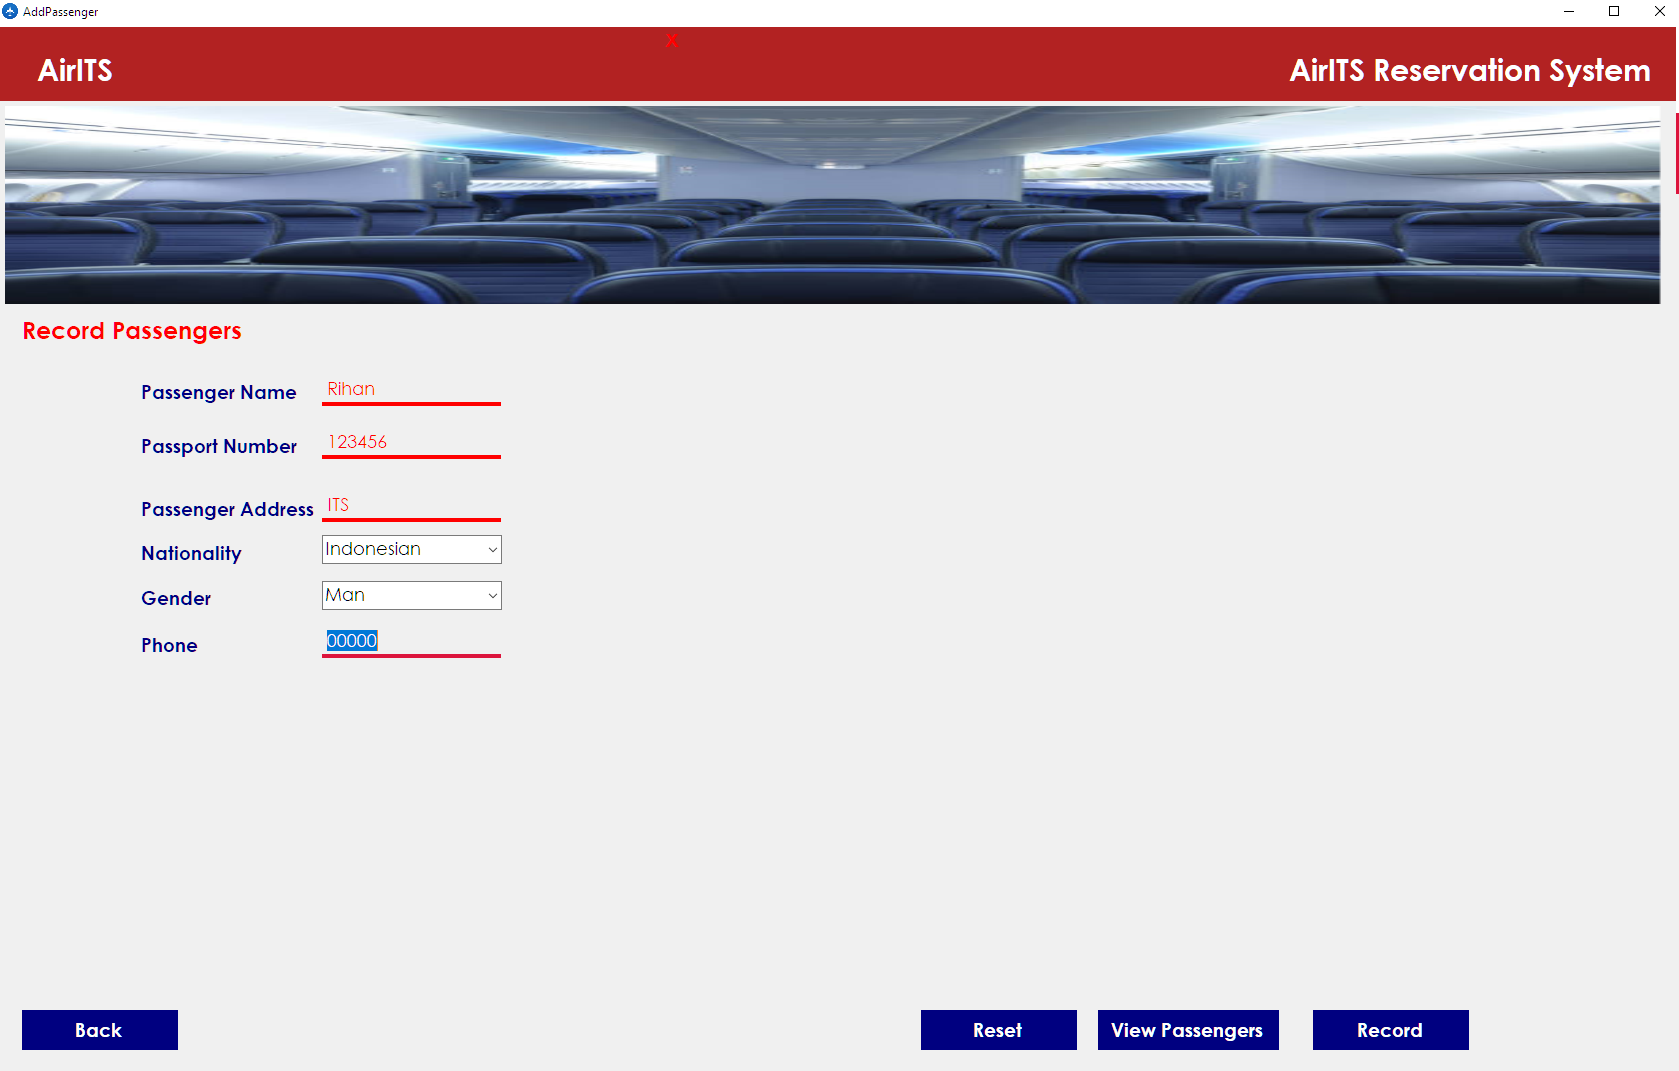 AddPassenger
X
AirITS
AirITS Reservation System
Record Passengers
Passenger Name Rihan
Passport Number 123456
Passenger Address ITS
Nationality Indonesian
Gender Man
Phone 00000
Back Reset View Passengers Record